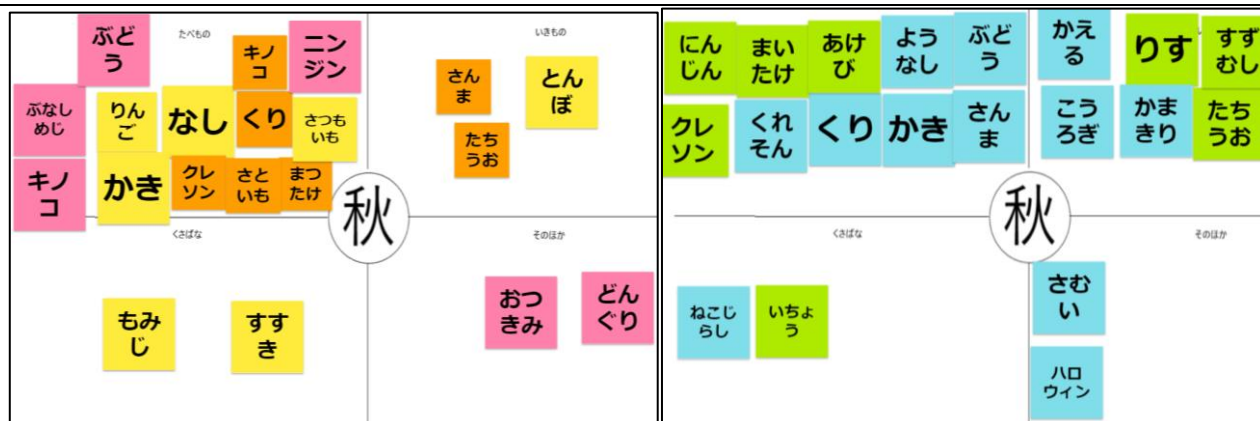 たべもの
ぶど
う
キノ
コ
ニン
ジン
ぶなし
めじ
りん
ご
なし
くり
さつも
いも
キノ
コ
かき
クレ
ソン
さと
いも
まつ
たけ
いきもの
さん
ま
とん
ぼ
たち
うお
秋
くさばな
もみ
じ
すす
き
そのほか
おつ
きみ
どん
ぐり
にん
じん
まい
たけ
あけ
び
よう
なし
ぶど
う
クレ
ソン
くれ
そん
くり
かき
さん
ま
かえ
る
りす
すず
むし
こう
ろぎ
かま
きり
たち
うお
秋
くさばな
ねこじ
らし
いちょ
う
そのほか
さむ
い
ハロ
ウィン